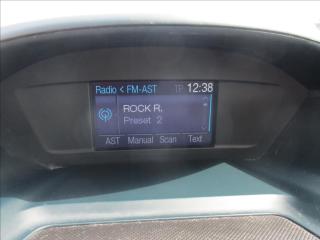 Radio < FM-AST TP 12:38
ROCK R.
Preset 2
AST Manual Scan Text